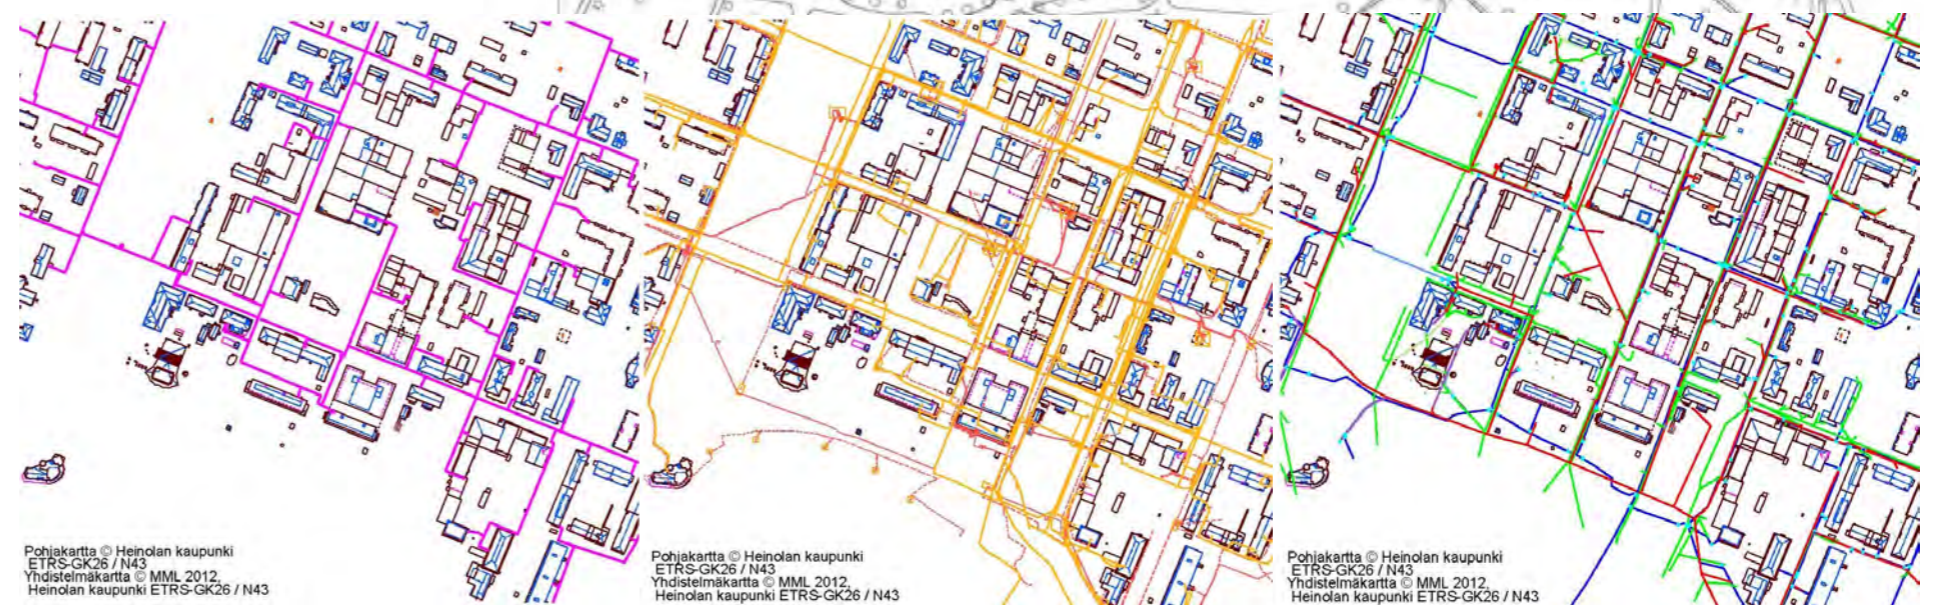 Pohjakartta © Heinolan kaupunki
ETRS-GK26 / N43
Yhdistelmäkartta © MML 2012,
Heinolan kaupunki ETRS-GK26 / N43
Pohjakartta © Heinolan kaupunki
ETRS-GK26 / N43
Yhdistelmäkartta © MML 2012,
Heinolan kaupunki ETRS-GK26 / N43
Pohjakartta © Heinolan kaupunki
ETRS-GK26 / N43
Yhdistelmäkartta © MML 2012,
Heinolan kaupunki ETRS-GK26 / N43